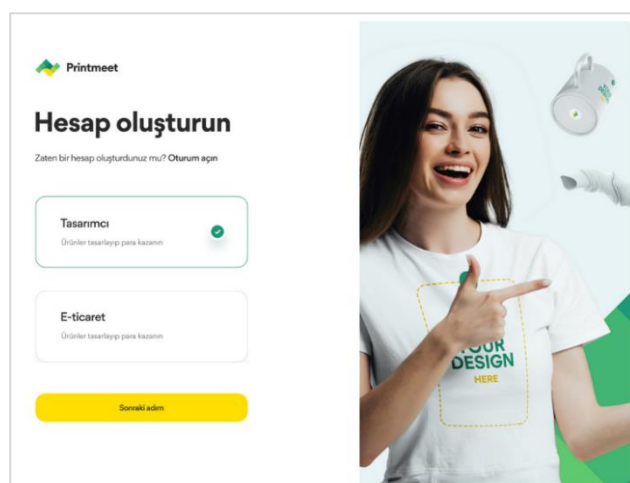 Printmeet
Hesap oluşturun
Zaten bir hesap oluşturdunuz mu? Oturum açın
Tasarımcı
Ürünler tasarlayıp para kazanın
E-ticaret
Ürünler tasarlayıp para kazanın
Sonraki adım
YOUR
DESIGN
HERE